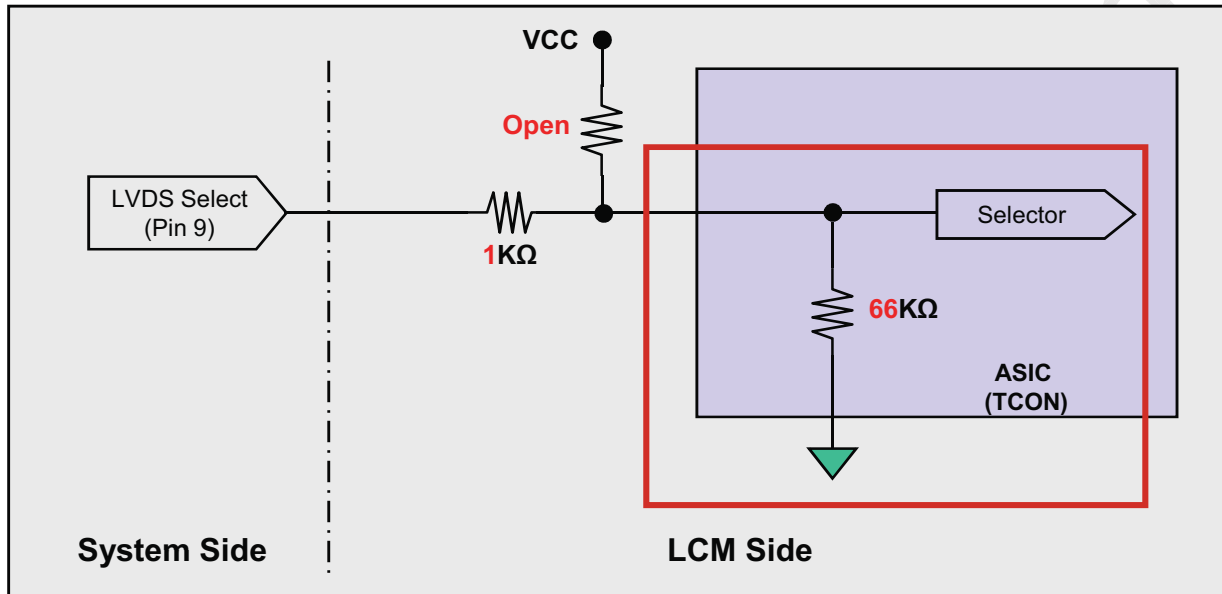 VCC
Open
LVDS Select
(Pin 9)
1KΩ
Selector
66KΩ
ASIC
(TCON)
System Side
LCM Side